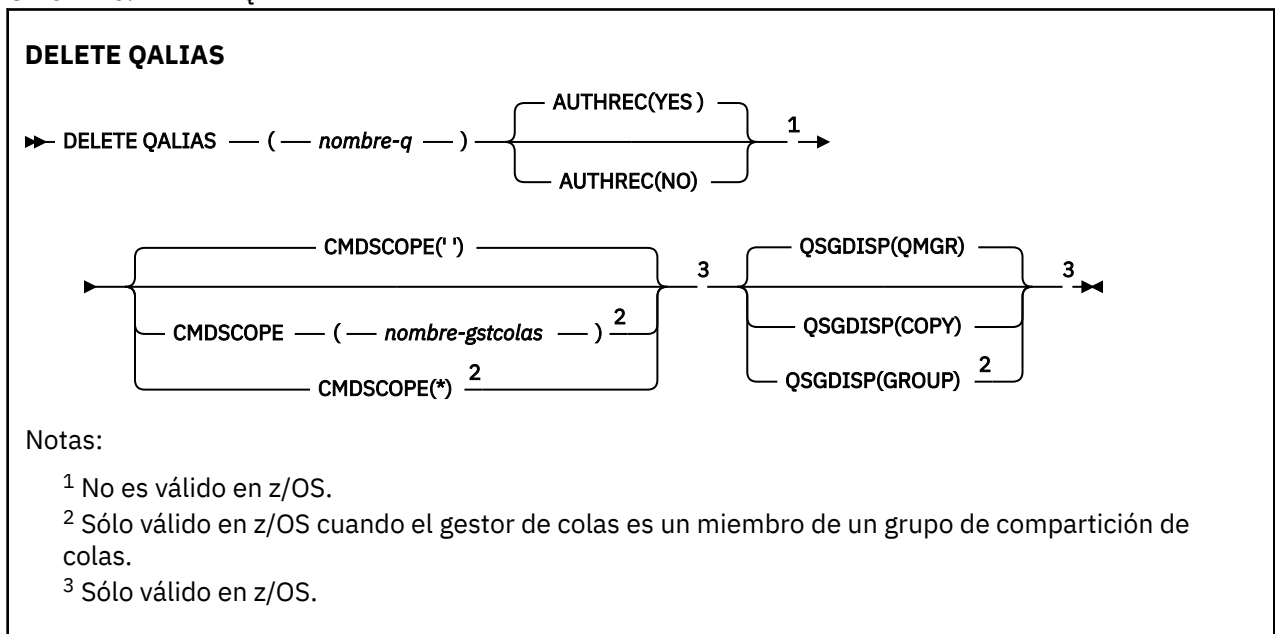 DELETE QALIAS
AUTHREC(YES )
DELETE QALIAS ( nombre-q ) 1
AUTHREC(NO)
CMDSCOPE(' ') QSGDISP(QMGR)
3 3
CMDSCOPE ( nombre-gstcolas ) 2 QSGDISP(COPY)
CMDSCOPE(*) 2 QSGDISP(GROUP) 2
Notas:
1 No es válido en z/OS.
2 Sólo válido en z/OS cuando el gestor de colas es un miembro de un grupo de compartición de
colas.
3 Sólo válido en z/OS.